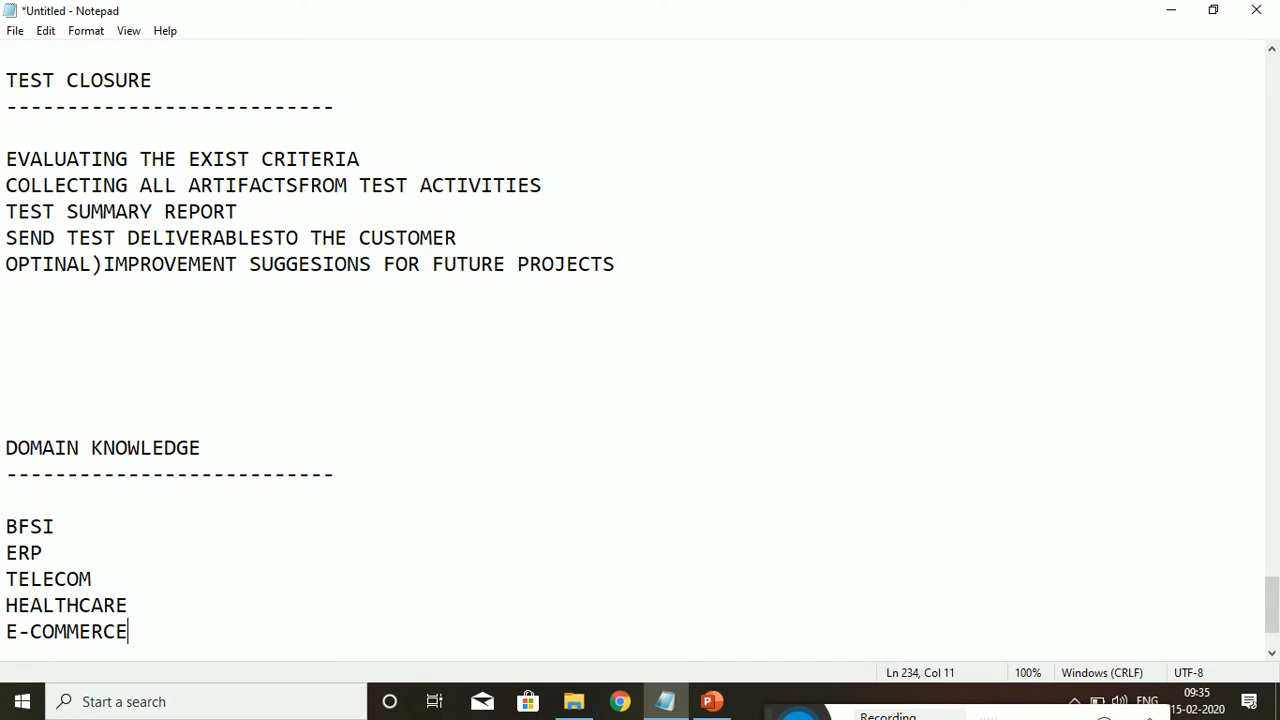 *Untitled - Notepad
File Edit Format View Help
TEST CLOSURE
---------------------------
EVALUATING THE EXIST CRITERIA
COLLECTING ALL ARTIFACTSFROM TEST ACTIVITIES
TEST SUMMARY REPORT
SEND TEST DELIVERABLESTO THE CUSTOMER
OPTINAL)IMPROVEMENT SUGGESIONS FOR FUTURE PROJECTS
DOMAIN KNOWLEDGE
---------------------------
BFSI
ERP
TELECOM
HEALTHCARE
E-COMMERCE
Ln 234, Col 11 100% Windows (CRLF) UTF-8
Start a search
ENG
09:35
15-02-2020
Recording